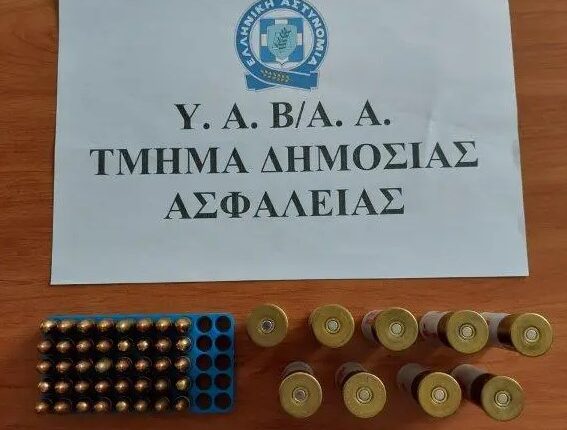 ΕΛΛΗΝΙΚΗ ΑΣΤΥΝΟΜΙΑ
Υ. Α. Β/Α. Α.
ΤΜΗΜΑ ΔΗΜΟΣΙΑΣ
ΑΣΦΑΛΕΙΑΣ